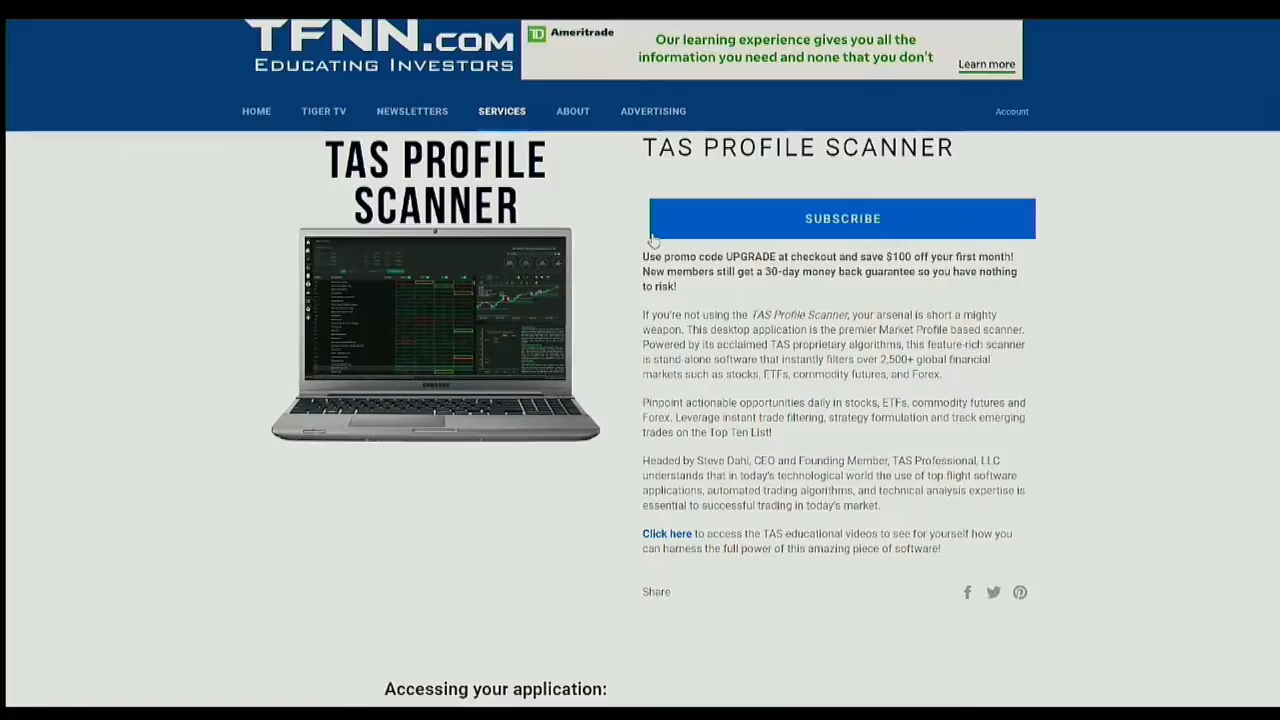 TFNN.COM
EDUCATING INVESTORS
TD Ameritrade
Our learning experience gives you all the
information you need and none that you don't
Learn more
HOME
TIGER TV
NEWSLETTERS
SERVICES
ABOUT
ADVERTISING
Account
TAS PROFILE
SCANNER
SAMSUNG
TAS PROFILE SCANNER
SUBSCRIBE
Use promo code UPGRADE at checkout and save $100 off your first month!
New members still get a 30-day money back guarantee so you have nothing
to risk!
If you're not using the TAS Profile Scanner, your arsenal is short a mighty
weapon. This desktop application is the premier Market Profile based scanner.
Powered by its acclaimed TAS proprietary algorithms, this feature-rich scanner
is stand-alone software that instantly filters over 2,500+ global financial
markets such as stocks, ETFs, commodity futures, and Forex.
Pinpoint actionable opportunities daily in stocks, ETFs, commodity futures and
Forex. Leverage instant trade filtering, strategy formulation and track emerging
trades on the Top Ten List!
Headed by Steve Dahl, CEO and Founding Member, TAS Professional, LLC
understands that in today's technological world the use of top flight software
applications, automated trading algorithms, and technical analysis expertise is
essential to successful trading in today's market.
Click here to access the TAS educational videos to see for yourself how you
can harness the full power of this amazing piece of software!
Share
Accessing your application: